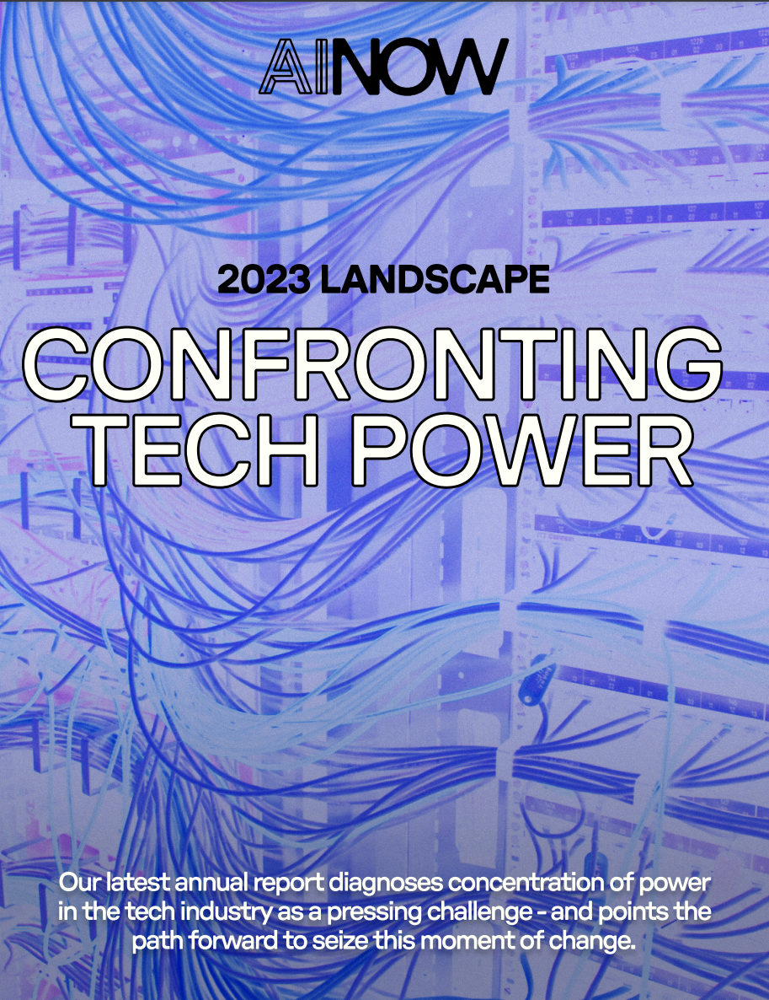 AINOW
2023 LANDSCAPE
CONFRONTING
TECH POWER
Our latest annual report diagnoses concentration of power
in the tech industry as a pressing challenge - and points the
path forward to seize this moment of change.